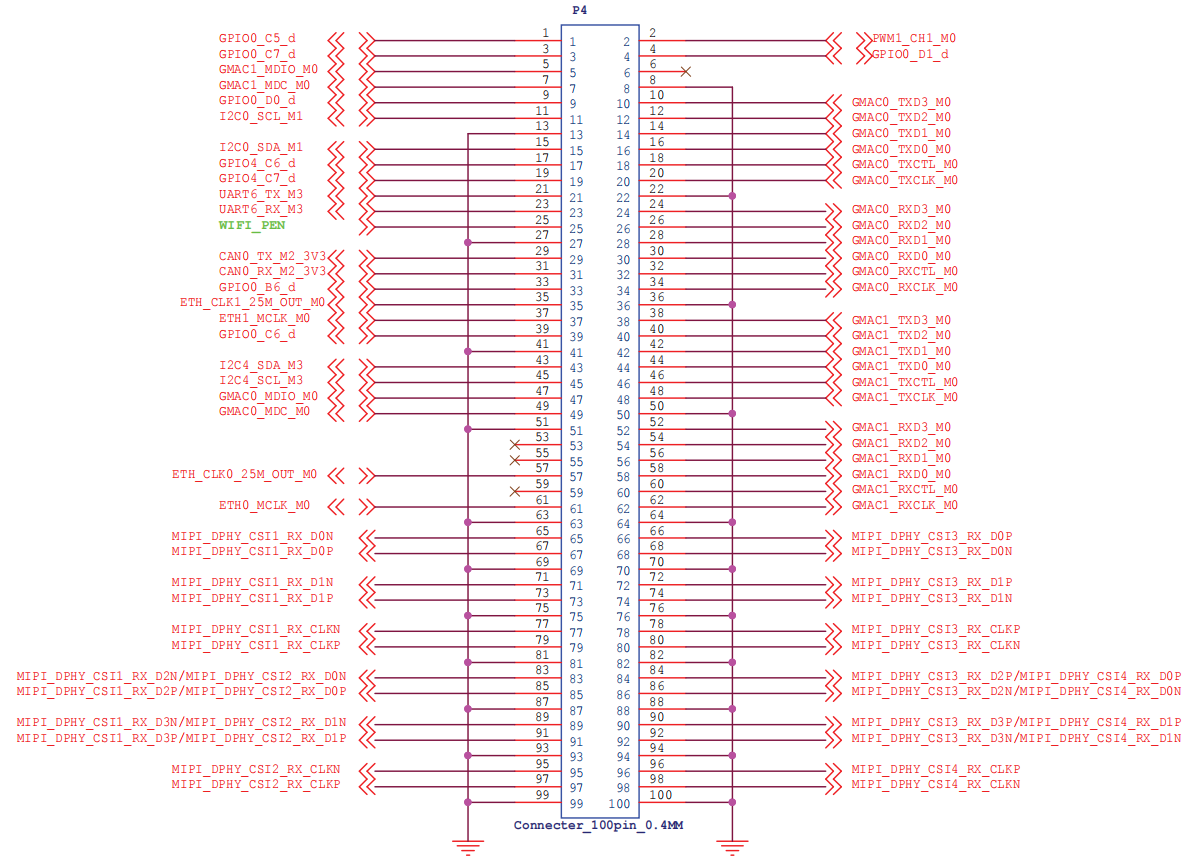 P4
GPIO0_C5_d 1 1 2 2 PWM1_CH1_M0
GPIO0_C7_d 3 3 4 4 GPIO0_D1_d
GMAC1_MDIO_M0 5 5 6 6
GMAC1_MDC_M0 7 7 8 8
GPIO0_D0_d 9 9 10 10 GMAC0_TXD3_M0
I2C0_SCL_M1 11 11 12 12 GMAC0_TXD2_M0
13 13 14 14 GMAC0_TXD1_M0
I2C0_SDA_M1 15 15 16 16 GMAC0_TXD0_M0
GPIO4_C6_d 17 17 18 18 GMAC0_TXCTL_M0
GPIO4_C7_d 19 19 20 20 GMAC0_TXCLK_M0
UART6_TX_M3 21 21 22 22
UART6_RX_M3 23 23 24 24 GMAC0_RXD3_M0
WIFI_PEN 25 25 26 26 GMAC0_RXD2_M0
27 27 28 28 GMAC0_RXD1_M0
CAN0_TX_M2_3V3 29 29 30 30 GMAC0_RXD0_M0
CAN0_RX_M2_3V3 31 31 32 32 GMAC0_RXCTL_M0
GPIO0_B6_d 33 33 34 34 GMAC0_RXCLK_M0
ETH_CLK1_25M_OUT_M0 35 35 36 36
ETH1_MCLK_M0 37 37 38 38 GMAC1_TXD3_M0
GPIO0_C6_d 39 39 40 40 GMAC1_TXD2_M0
41 41 42 42 GMAC1_TXD1_M0
I2C4_SDA_M3 43 43 44 44 GMAC1_TXD0_M0
I2C4_SCL_M3 45 45 46 46 GMAC1_TXCTL_M0
GMAC0_MDIO_M0 47 47 48 48 GMAC1_TXCLK_M0
GMAC0_MDC_M0 49 49 50 50
51 51 52 52 GMAC1_RXD3_M0
53 53 54 54 GMAC1_RXD2_M0
55 55 56 56 GMAC1_RXD1_M0
ETH_CLK0_25M_OUT_M0 57 57 58 58 GMAC1_RXD0_M0
59 59 60 60 GMAC1_RXCTL_M0
ETH0_MCLK_M0 61 61 62 62 GMAC1_RXCLK_M0
63 63 64 64
MIPI_DPHY_CSI1_RX_D0N 65 65 66 66 MIPI_DPHY_CSI3_RX_D0P
MIPI_DPHY_CSI1_RX_D0P 67 67 68 68 MIPI_DPHY_CSI3_RX_D0N
69 69 70 70
MIPI_DPHY_CSI1_RX_D1N 71 71 72 72 MIPI_DPHY_CSI3_RX_D1P
MIPI_DPHY_CSI1_RX_D1P 73 73 74 74 MIPI_DPHY_CSI3_RX_D1N
75 75 76 76
MIPI_DPHY_CSI1_RX_CLKN 77 77 78 78 MIPI_DPHY_CSI3_RX_CLKP
MIPI_DPHY_CSI1_RX_CLKP 79 79 80 80 MIPI_DPHY_CSI3_RX_CLKN
81 81 82 82
MIPI_DPHY_CSI1_RX_D2N/MIPI_DPHY_CSI2_RX_D0N 83 83 84 84 MIPI_DPHY_CSI3_RX_D2P/MIPI_DPHY_CSI4_RX_D0P
MIPI_DPHY_CSI1_RX_D2P/MIPI_DPHY_CSI2_RX_D0P 85 85 86 86 MIPI_DPHY_CSI3_RX_D2N/MIPI_DPHY_CSI4_RX_D0N
87 87 88 88
MIPI_DPHY_CSI1_RX_D3N/MIPI_DPHY_CSI2_RX_D1N 89 89 90 90 MIPI_DPHY_CSI3_RX_D3P/MIPI_DPHY_CSI4_RX_D1P
MIPI_DPHY_CSI1_RX_D3P/MIPI_DPHY_CSI2_RX_D1P 91 91 92 92 MIPI_DPHY_CSI3_RX_D3N/MIPI_DPHY_CSI4_RX_D1N
93 93 94 94
MIPI_DPHY_CSI2_RX_CLKN 95 95 96 96 MIPI_DPHY_CSI4_RX_CLKP
MIPI_DPHY_CSI2_RX_CLKP 97 97 98 98 MIPI_DPHY_CSI4_RX_CLKN
99 99 100 100
Connecter_100pin_0.4MM